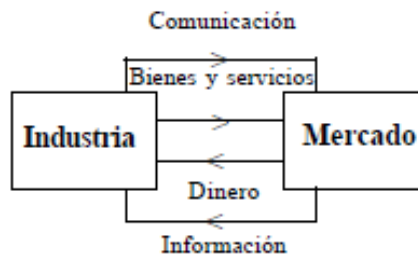 Comunicación
Bienes y servicios
Industria
Mercado
Dinero
Información